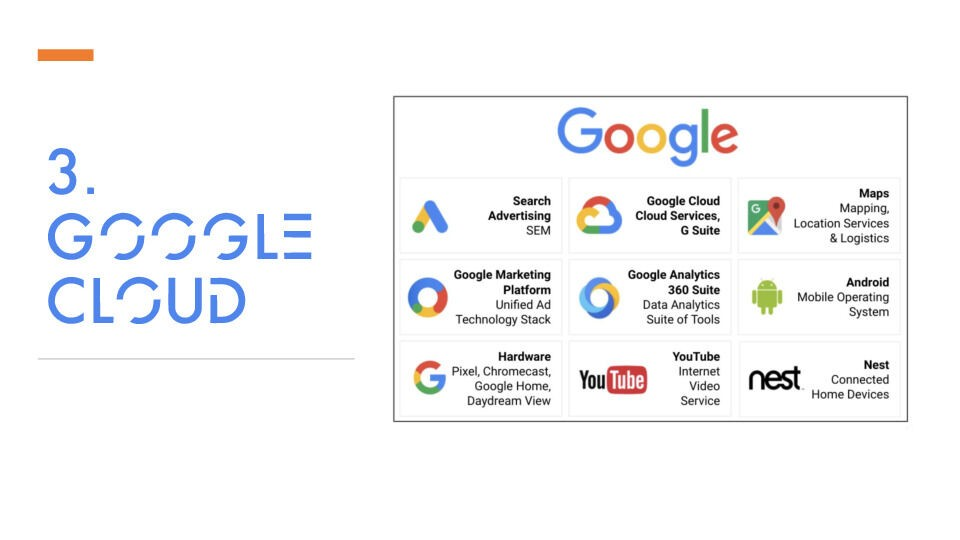 3.
GOOGLE
CLOUD
Google
Search
Advertising
SEM
Google Cloud
Cloud Services,
G Suite
Maps
Mapping,
Location Services
& Logistics
Google Marketing
Platform
Unified Ad
Technology Stack
Google Analytics
360 Suite
Data Analytics
Suite of Tools
Android
Mobile Operating
System
G
Hardware
Pixel, Chromecast,
Google Home,
Daydream View
YouTube
YouTube
Internet
Video
Service
nest
Nest
Connected
Home Devices